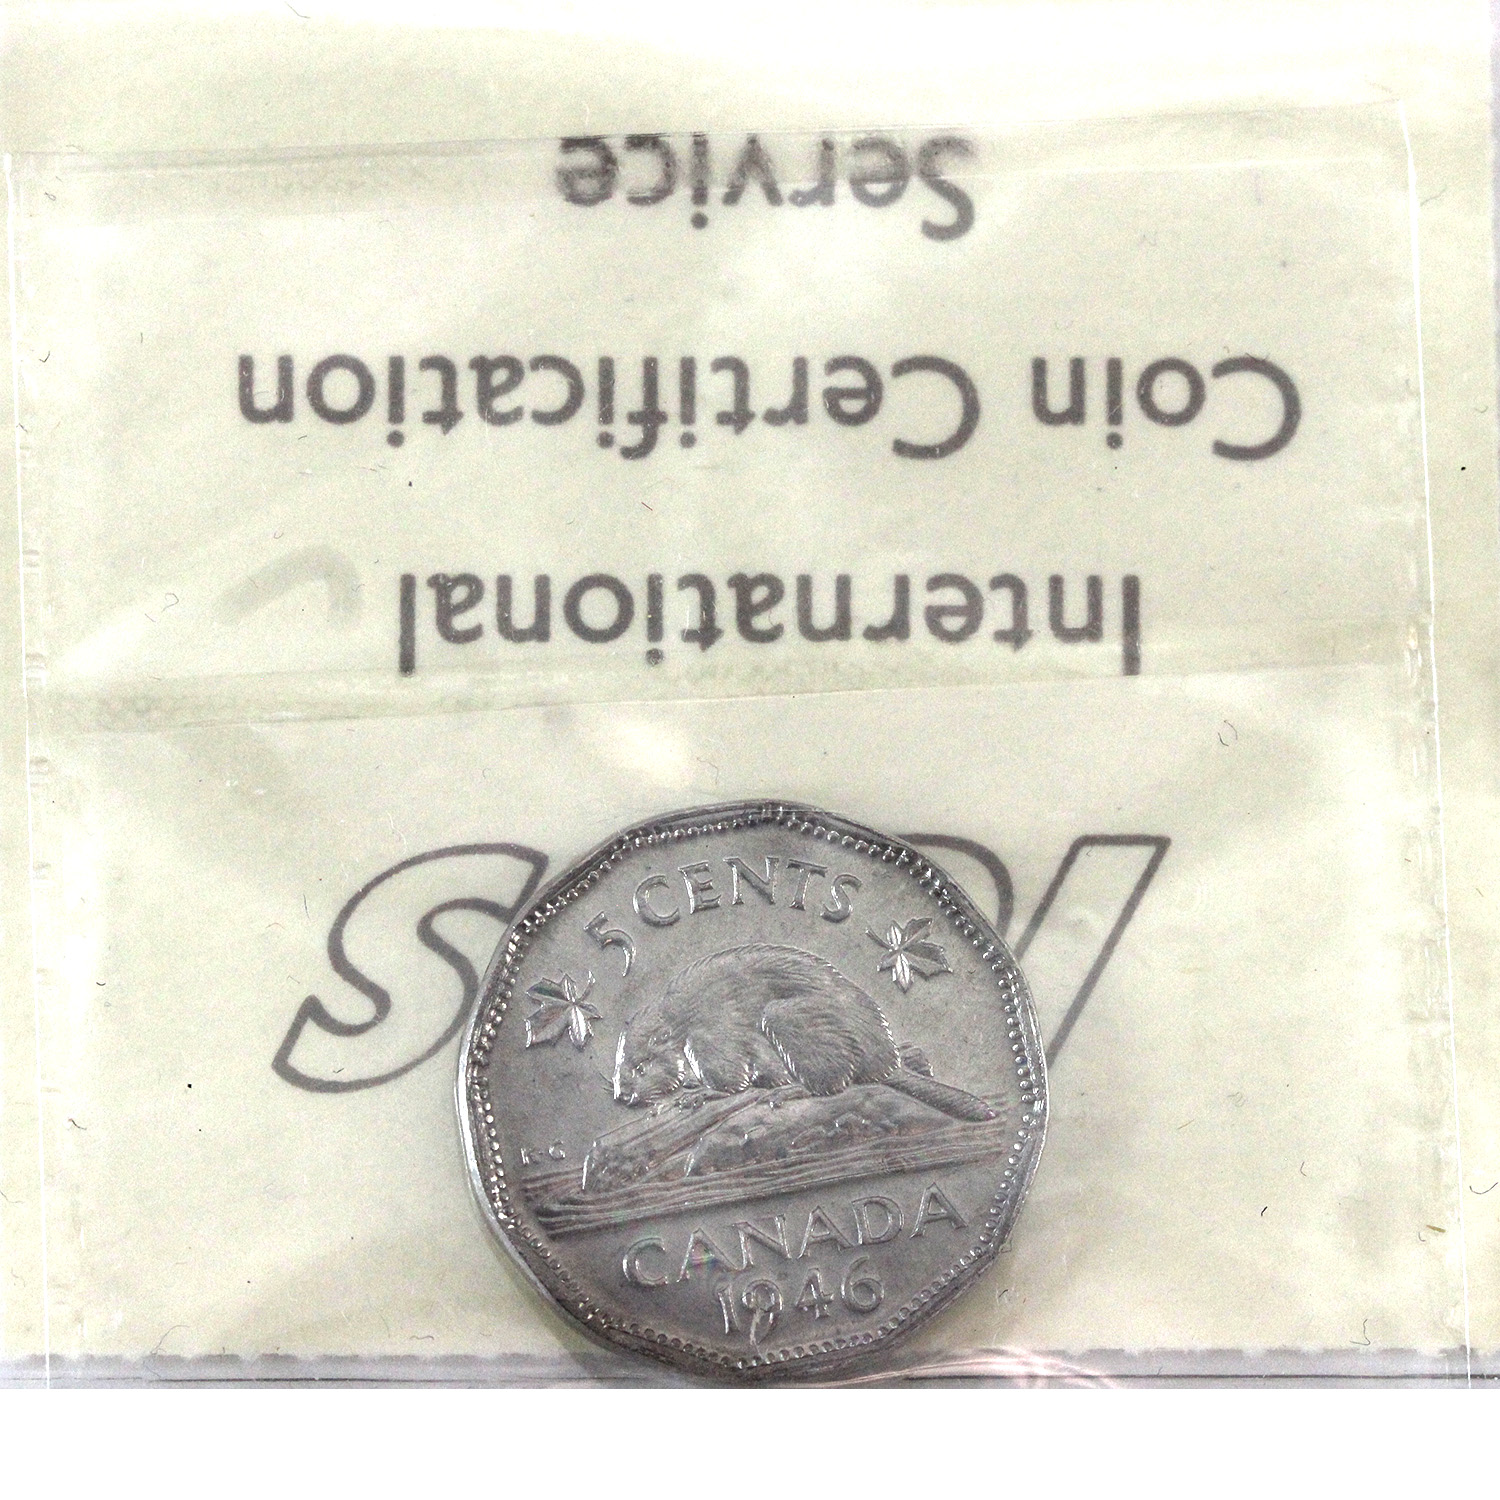 International
Coin Certification
Service
5 CENTS
KG
CANADA
1946